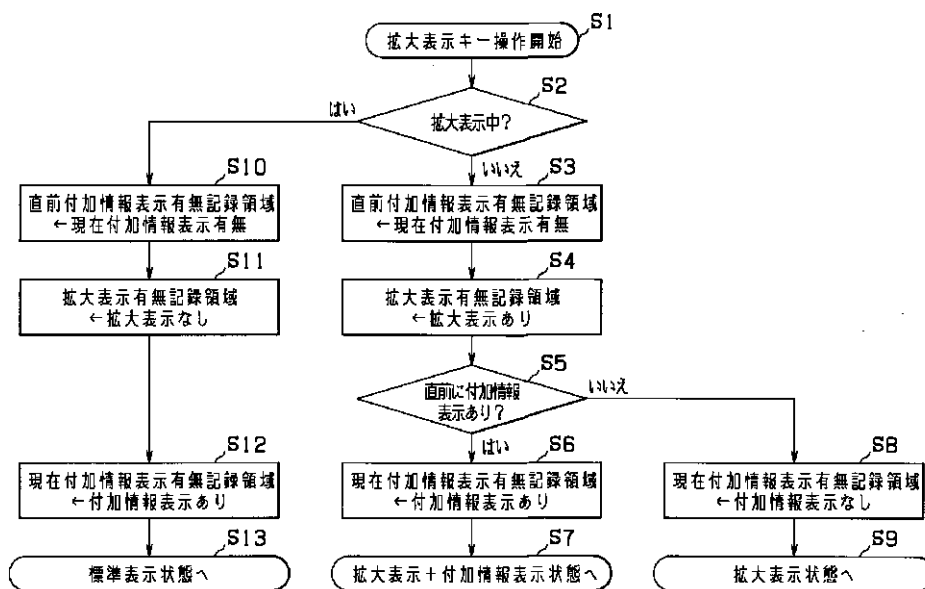 S1
拡大表示キー操作開始
S2
はい
拡大表示中?
いいえ
S10
S3
直前付加情報表示有無記録領域
←現在付加情報表示有無
直前付加情報表示有無記録領域
←現在付加情報表示有無
S11
S4
拡大表示有無記録領域
←拡大表示なし
拡大表示有無記録領域
←拡大表示あり
S5
直前に付加情報
表示あり?
いいえ
はい
S12
S6
S8
現在付加情報表示有無記録領域
←付加情報表示あり
現在付加情報表示有無記録領域
←付加情報表示あり
現在付加情報表示有無記録領域
←付加情報表示なし
S13
S7
S9
標準表示状態へ
拡大表示+付加情報表示状態へ
拡大表示状態へ